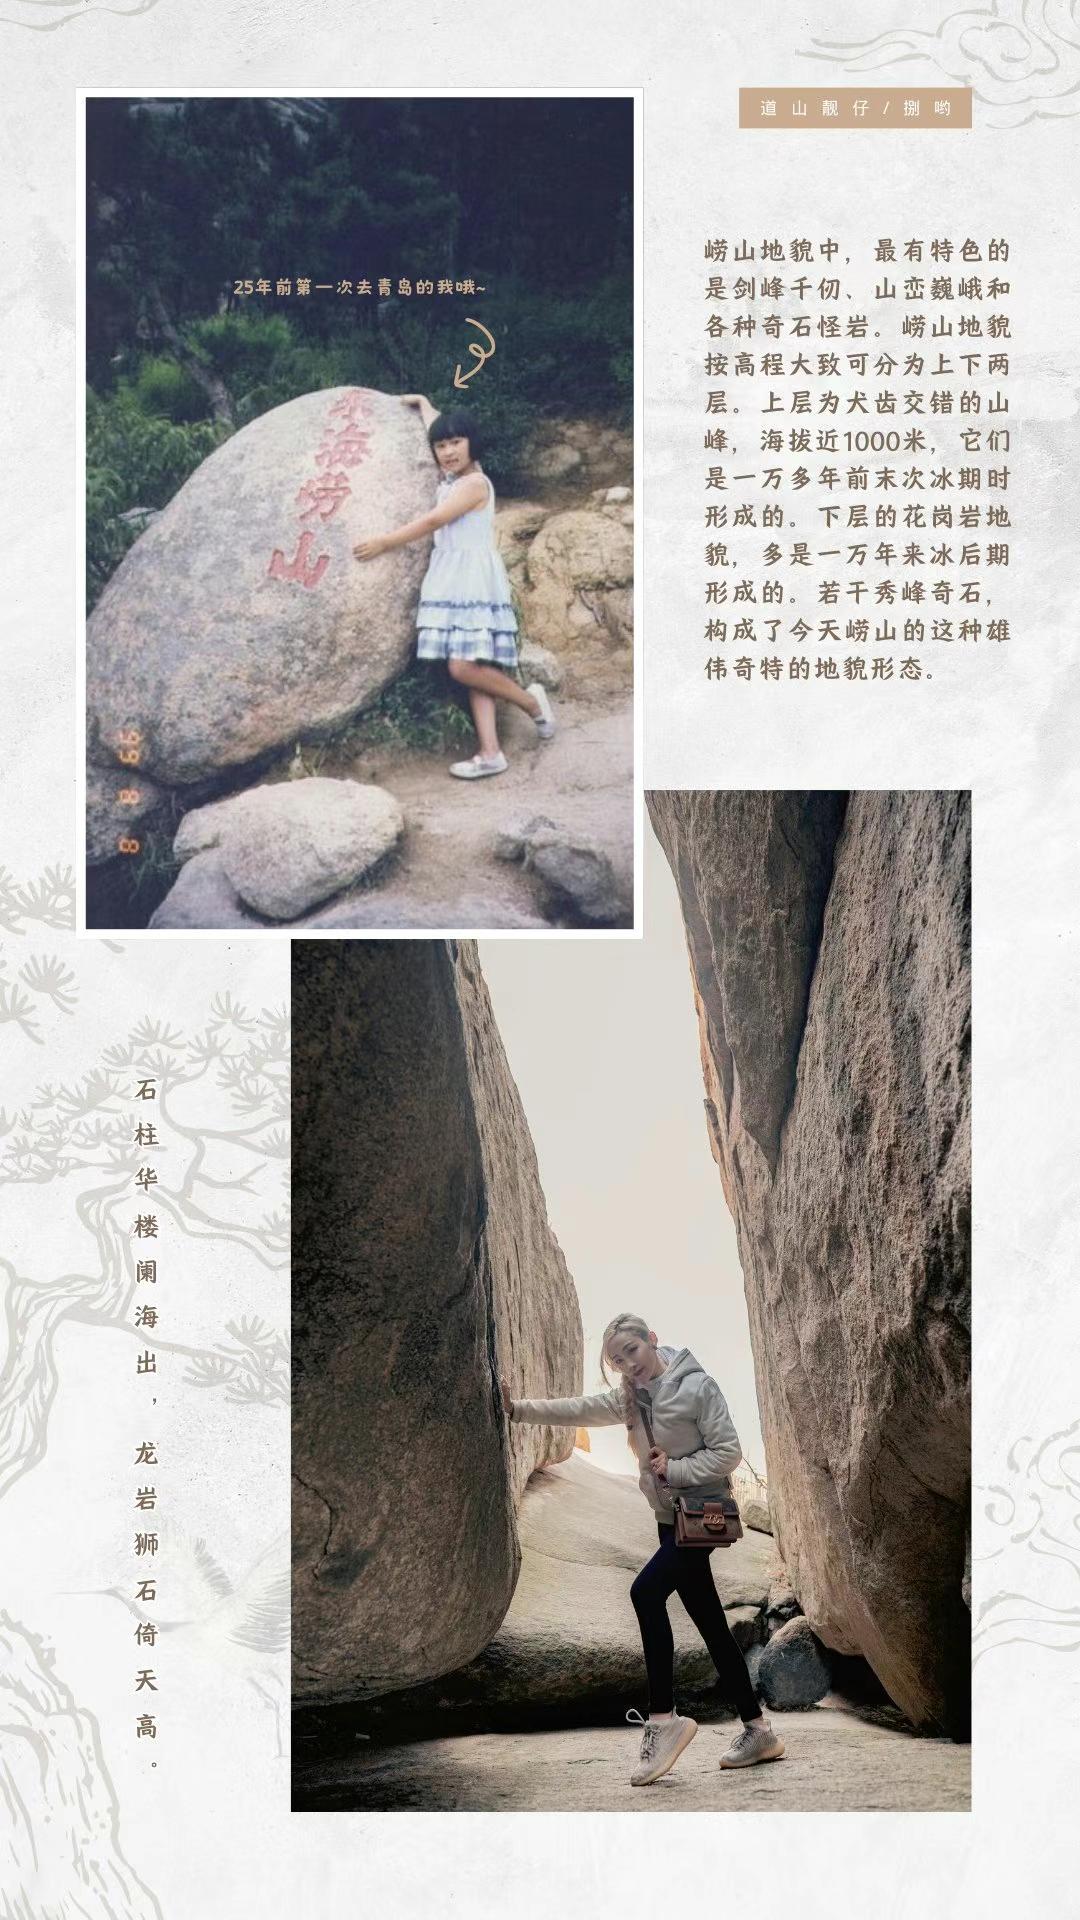 道山靓仔/捌哟
25年前第一次去青岛的我哦~
东海崂山
99 8 8
崂山地貌中，最有特色的
是剑峰千仞、山峦巍峨和
各种奇石怪岩。崂山地貌
按高程大致可分为上下两
层。上层为犬齿交错的山
峰，海拔近1000米，它们
是一万多年前末次冰期时
形成的。下层的花岗岩地
貌，多是一万年来冰后期
形成的。若干秀峰奇石，
构成了今天崂山的这种雄
伟奇特的地貌形态。
石柱华楼阑海出，龙岩狮石倚天高。